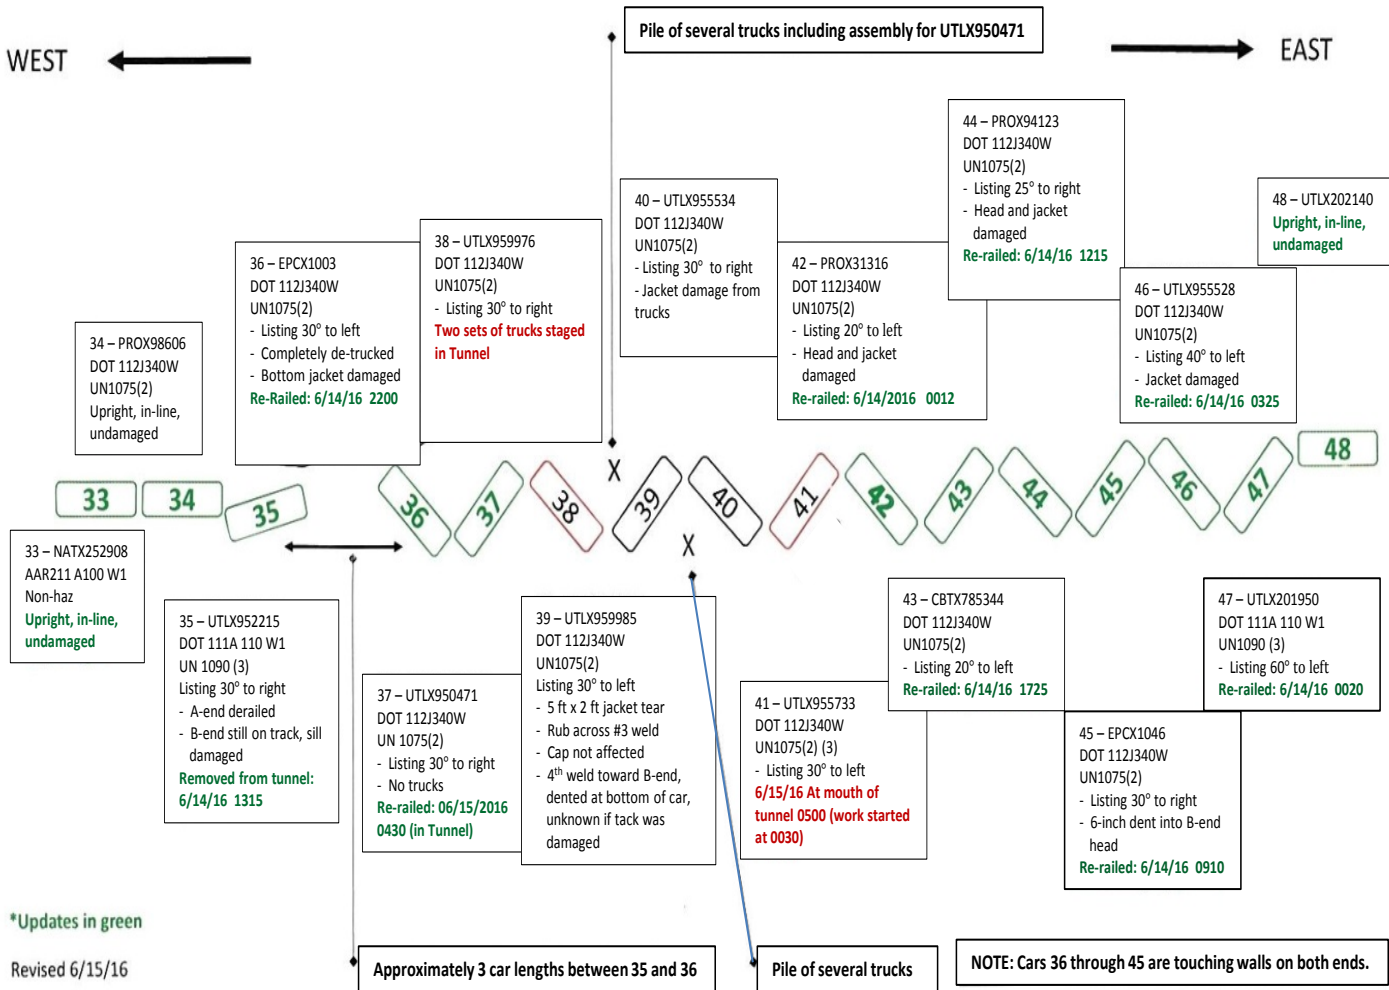 Pile of several trucks including assembly for UTLX950471
WEST
EAST
44 – PROX94123
DOT 112J340W
UN1075(2)
- Listing 25° to right
- Head and jacket
damaged
Re-railed: 6/14/16 1215
40 – UTLX955534
DOT 112J340W
UN1075(2)
- Listing 30° to right
- Jacket damage from
trucks
48 – UTLX202140
Upright, in-line,
undamaged
38 – UTLX959976
DOT 112J340W
UN1075(2)
- Listing 30° to right
Two sets of trucks staged
in Tunnel
36 – EPCX1003
DOT 112J340W
UN1075(2)
- Listing 30° to left
- Completely de-trucked
- Bottom jacket damaged
Re-Railed: 6/14/16 2200
42 – PROX31316
DOT 112J340W
UN1075(2)
- Listing 20° to left
- Head and jacket
damaged
Re-railed: 6/14/2016 0012
46 – UTLX955528
DOT 112J340W
UN1075(2)
- Listing 40° to left
- Jacket damaged
Re-railed: 6/14/16 0325
34 – PROX98606
DOT 112J340W
UN1075(2)
Upright, in-line,
undamaged
33
34
35
36
37
38
X
39
40
X
41
42
43
44
45
46
47
48
33 – NATX252908
AAR211 A100 W1
Non-haz
Upright, in-line,
undamaged
35 – UTLX952215
DOT 111A 110 W1
UN 1090 (3)
Listing 30° to right
- A-end derailed
- B-end still on track, sill
damaged
Removed from tunnel:
6/14/16 1315
37 – UTLX950471
DOT 112J340W
UN 1075(2)
- Listing 30° to right
- No trucks
Re-railed: 06/15/2016
0430 (in Tunnel)
39 – UTLX959985
DOT 112J340W
UN1075(2)
Listing 30° to left
- 5 ft x 2 ft jacket tear
- Rub across #3 weld
- Cap not affected
- 4th weld toward B-end,
dented at bottom of car,
unknown if tack was
damaged
41 – UTLX955733
DOT 112J340W
UN1075(2) (3)
- Listing 30° to left
6/15/16 At mouth of
tunnel 0500 (work started
at 0030)
43 – CBTX785344
DOT 112J340W
UN1075(2)
- Listing 20° to left
Re-railed: 6/14/16 1725
45 – EPCX1046
DOT 112J340W
UN1075(2)
- Listing 30° to right
- 6-inch dent into B-end
head
Re-railed: 6/14/16 0910
47 – UTLX201950
DOT 111A 110 W1
UN1090 (3)
- Listing 60° to left
Re-railed: 6/14/16 0020
*Updates in green
Revised 6/15/16
Approximately 3 car lengths between 35 and 36
Pile of several trucks
NOTE: Cars 36 through 45 are touching walls on both ends.